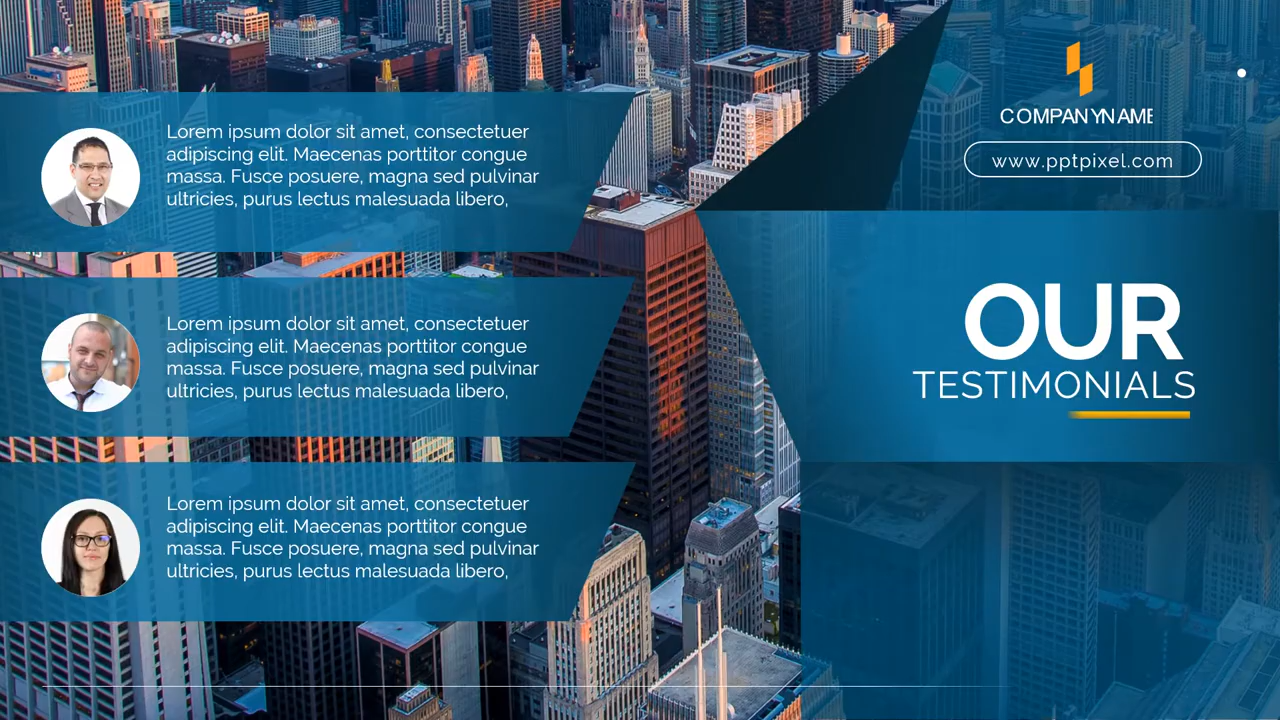 Lorem ipsum dolor sit amet, consectetuer
adipiscing elit. Maecenas porttitor congue
massa. Fusce posuere, magna sed pulvinar
ultricies, purus lectus malesuada libero,
Lorem ipsum dolor sit amet, consectetuer
adipiscing elit. Maecenas porttitor congue
massa. Fusce posuere, magna sed pulvinar
ultricies, purus lectus malesuada libero,
Lorem ipsum dolor sit amet, consectetuer
adipiscing elit. Maecenas porttitor congue
massa. Fusce posuere, magna sed pulvinar
ultricies, purus lectus malesuada libero,
COMPANYNAME
www.pptpixel.com
OUR
TESTIMONIALS